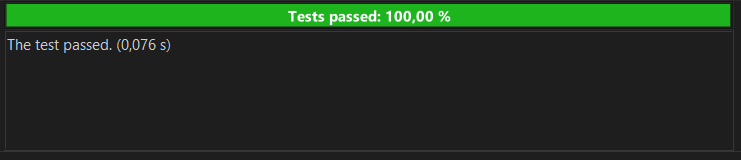 Tests passed: 100,00 %
The test passed. (0,076 s)